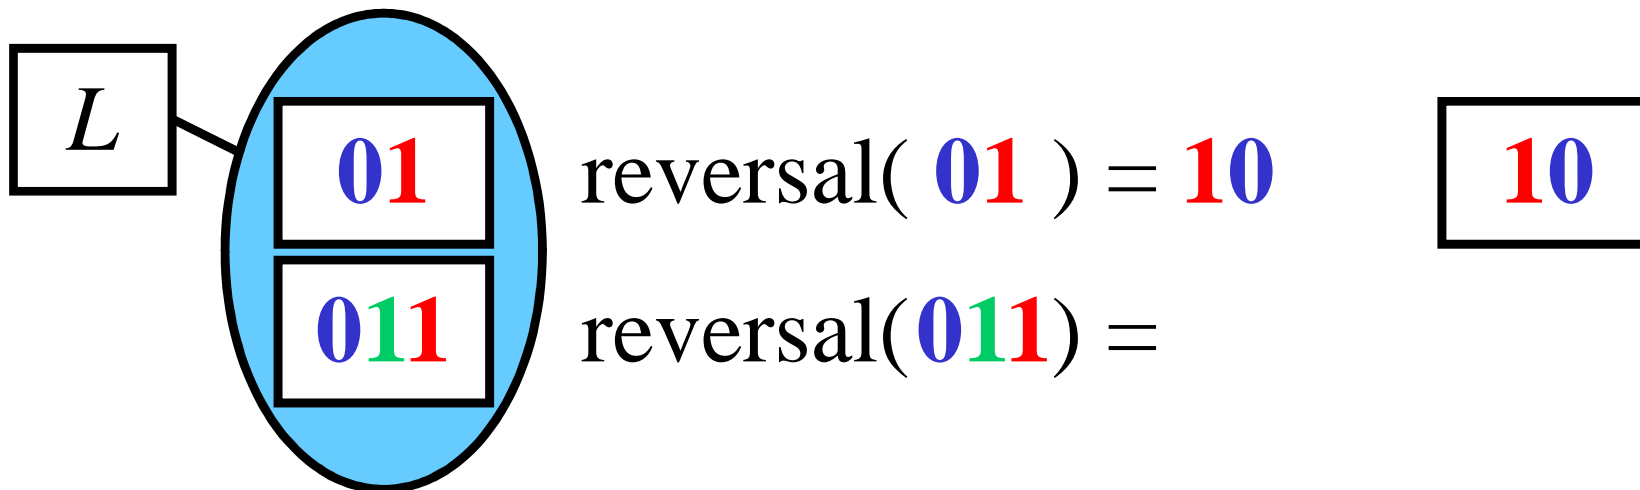 L
01 reversal( 01 ) = 10 10
011 reversal(011) =